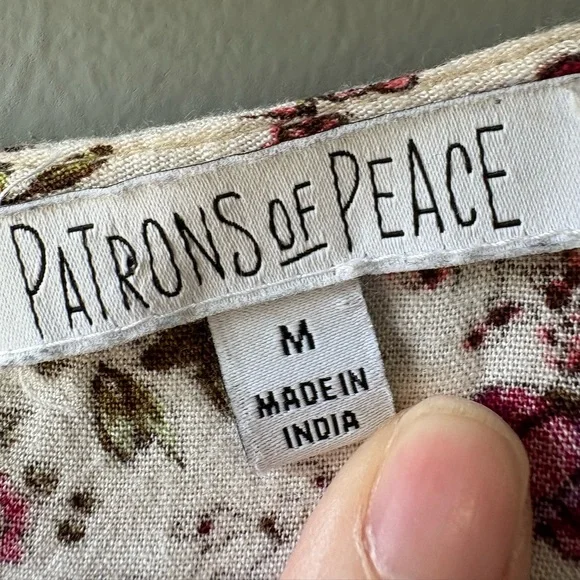 PATRONS OF PEACE
M
MADE IN
INDIA